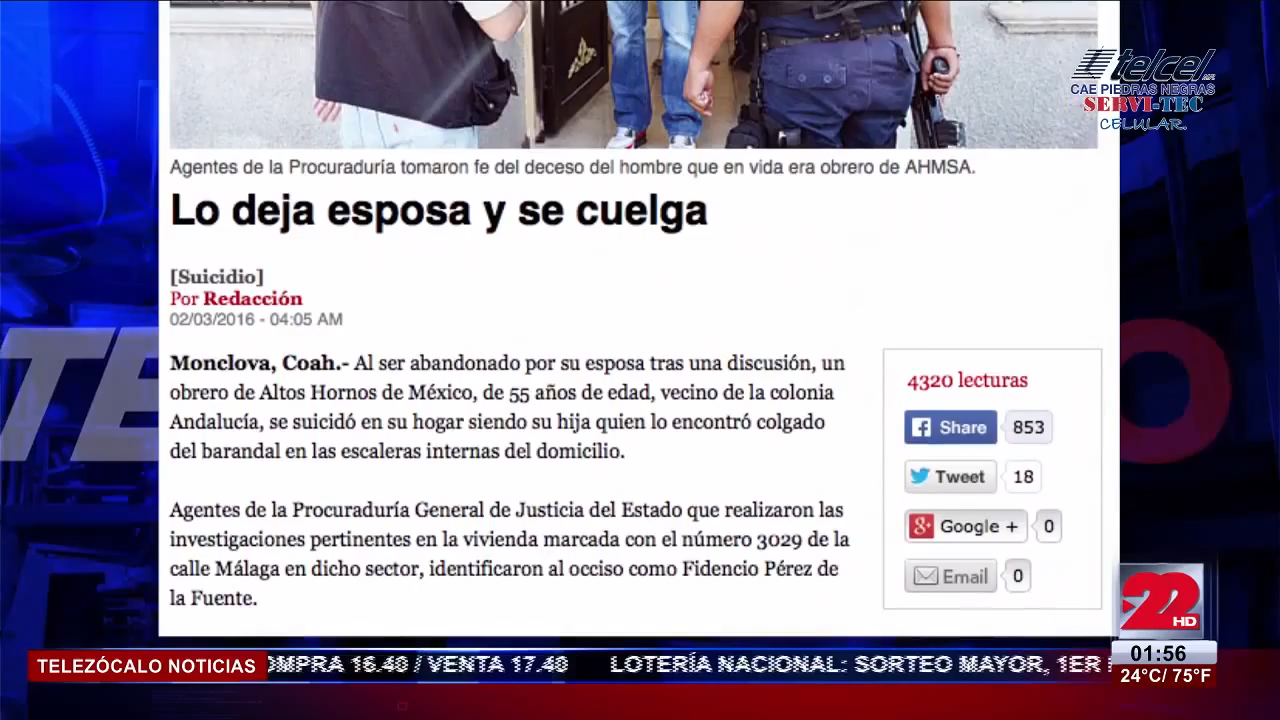 telcel
CAE PIEDRAS NEGRAS
SERVI-TEC
CELULAR.
Agentes de la Procuraduría tomaron fe del deceso del hombre que en vida era obrero de AHMSA.
Lo deja esposa y se cuelga
[Suicidio]
Por Redacción
02/03/2016 - 04:05 AM
Monclova, Coah.- Al ser abandonado por su esposa tras una discusión, un
obrero de Altos Hornos de México, de 55 años de edad, vecino de la colonia
Andalucía, se suicidó en su hogar siendo su hija quien lo encontró colgado
del barandal en las escaleras internas del domicilio.
Agentes de la Procuraduría General de Justicia del Estado que realizaron las
investigaciones pertinentes en la vivienda marcada con el número 3029 de la
calle Málaga en dicho sector, identificaron al occiso como Fidencio Pérez de
la Fuente.
4320 lecturas
Share 853
Tweet 18
Google + 0
Email 0
TE
O
22
HD
01:56
24°C/ 75°F
TELEZÓCALO NOTICIAS
OMPRA 16.40 / VENTA 17.40 LOTERÍA NACIONAL: SORTEO MAYOR, 1ER